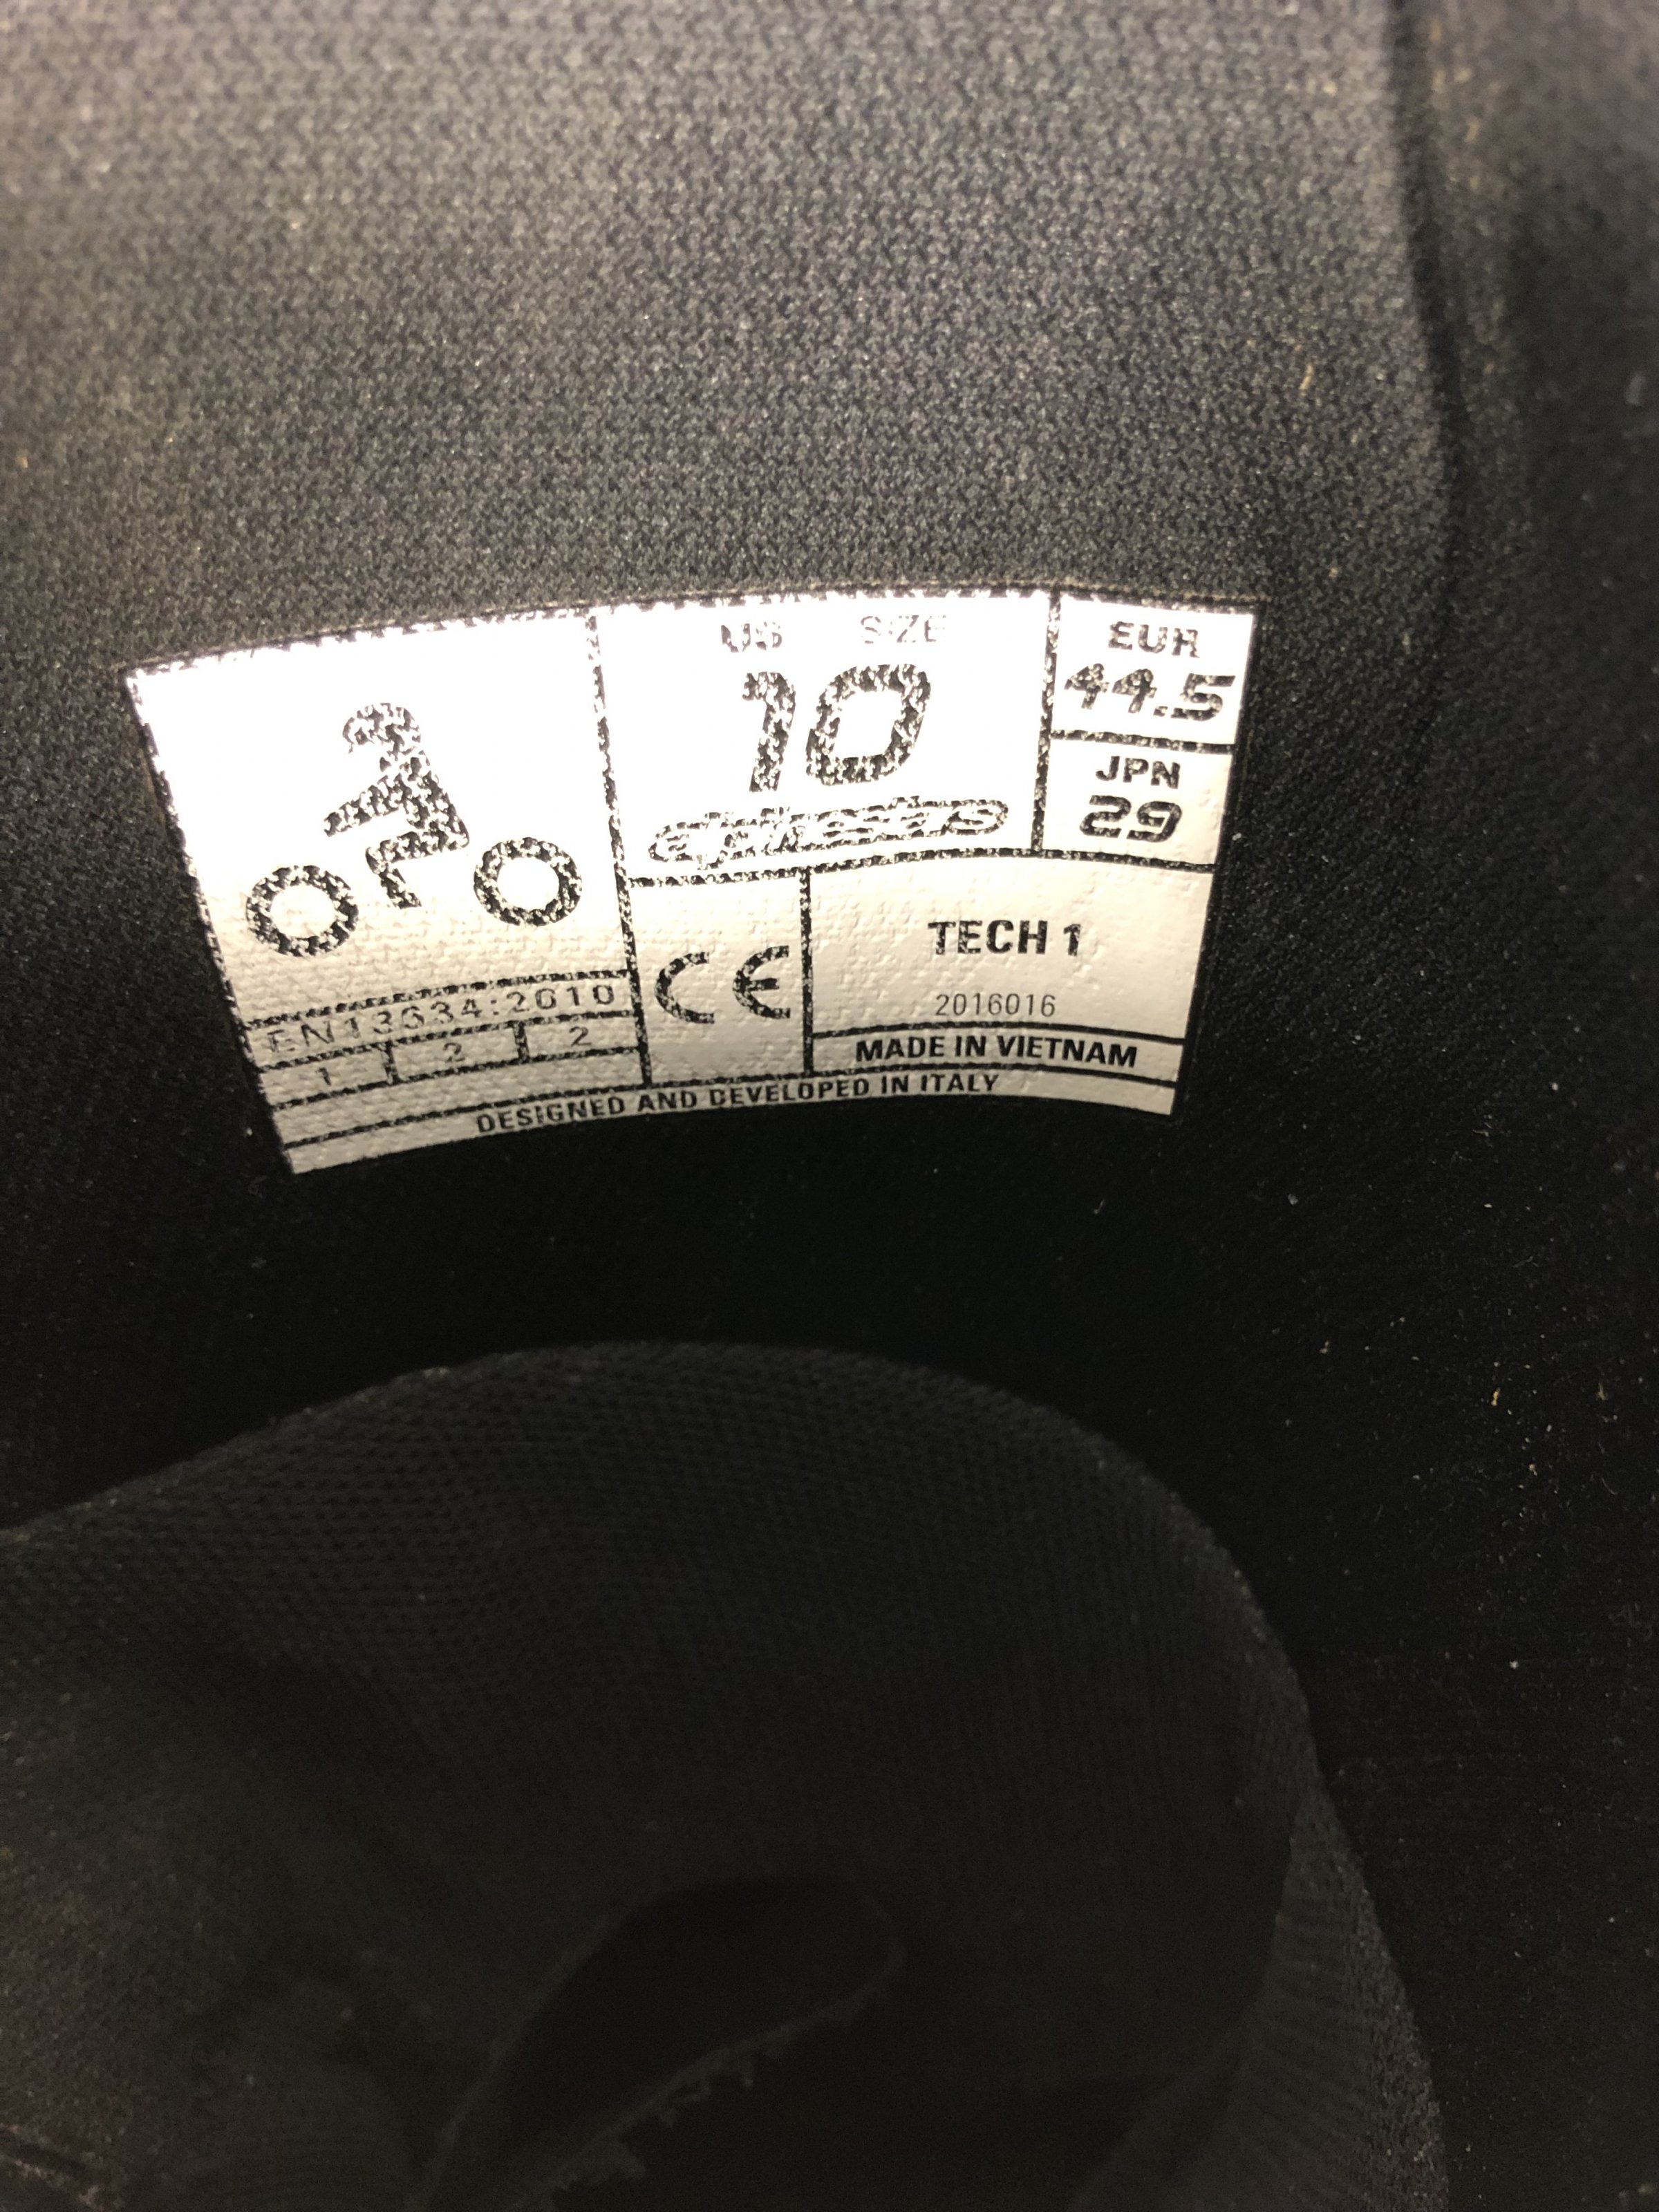 US SIZE
10
alpinestars
EUR
44.5
JPN
29
EN13634:2010
1 2 2
CE
TECH 1
2016016
MADE IN VIETNAM
DESIGNED AND DEVELOPED IN ITALY